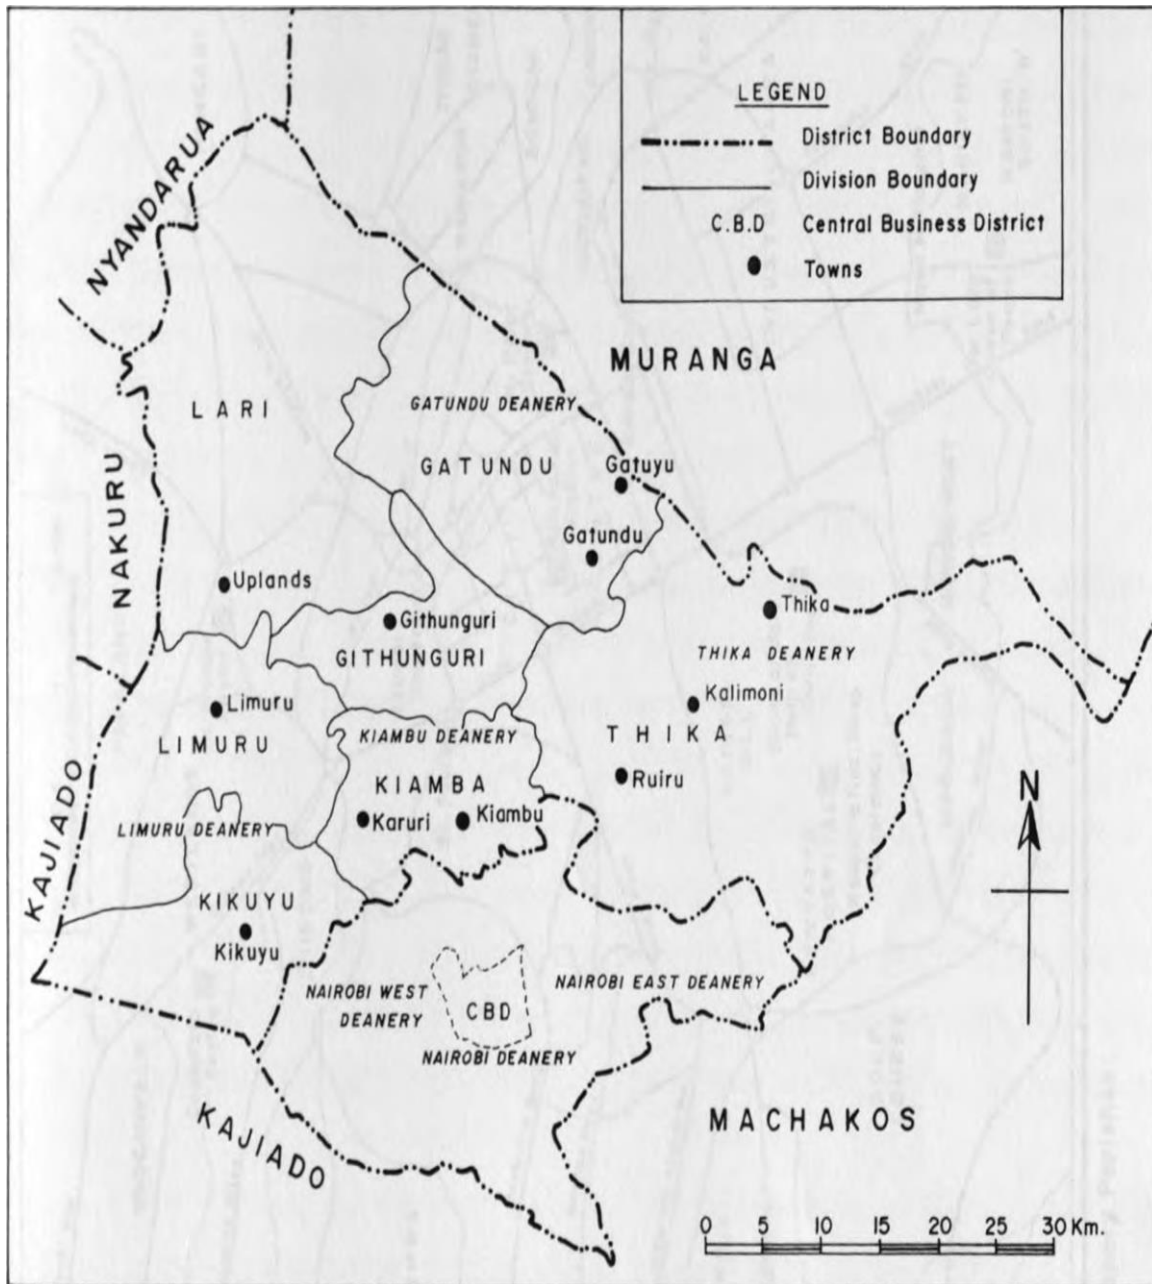 LEGEND
District Boundary
Division Boundary
C.B.D Central Business District
Towns
NYANDARUA
MURANGA
LARI
GATUNDU DEANERY
GATUNDU
Gatuyu
NAKURU
Gatundu
Uplands
Thika
Githunguri
GITHUNGURI
THIKA DEANERY
Kalimoni
Limuru
LIMURU
KIAMBU DEANERY
THIKA
KIAMBA
Ruiru
N
Karuri
Kiambu
LIMURU DEANERY
KAJIADO
KIKUYU
Kikuyu
NAIROBI WEST
DEANERY
CBD
NAIROBI EAST DEANERY
NAIROBI DEANERY
KAJIADO
MACHAKOS
0 5 10 15 20 25 30 Km.